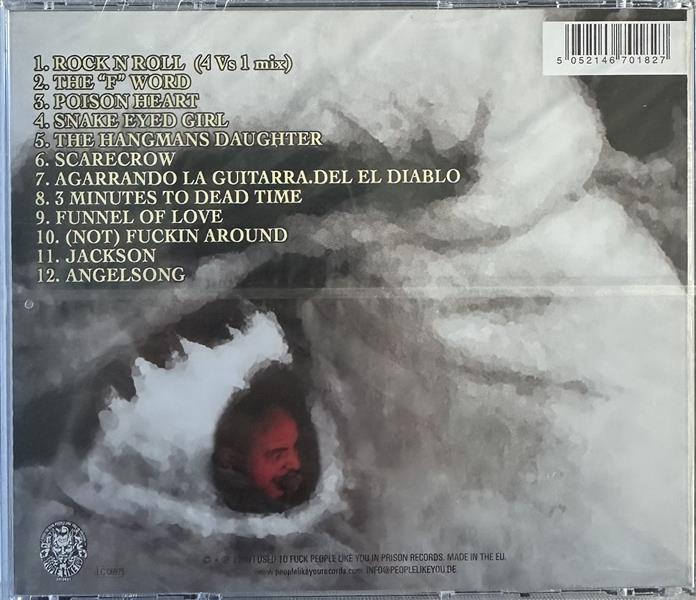 1. ROCK N ROLL (4 Vs 1 mix)
2. THE "F" WORD
3. POISON HEART
4. SNAKE EYED GIRL
5. THE HANGMANS DAUGHTER
6. SCARECROW
7. AGARRANDO LA GUITARRA.DEL EL DIABLO
8. 3 MINUTES TO DEAD TIME
9. FUNNEL OF LOVE
10. (NOT) FUCKIN AROUND
11. JACKSON
12. ANGELSONG
5 052146 701827
I USED TO FUCK PEOPLE LIKE YOU IN PRISON RECORDS. MADE IN THE EU.
www.peoplelikeyourecords.com INFO@PEOPLELIKEYOU.DE